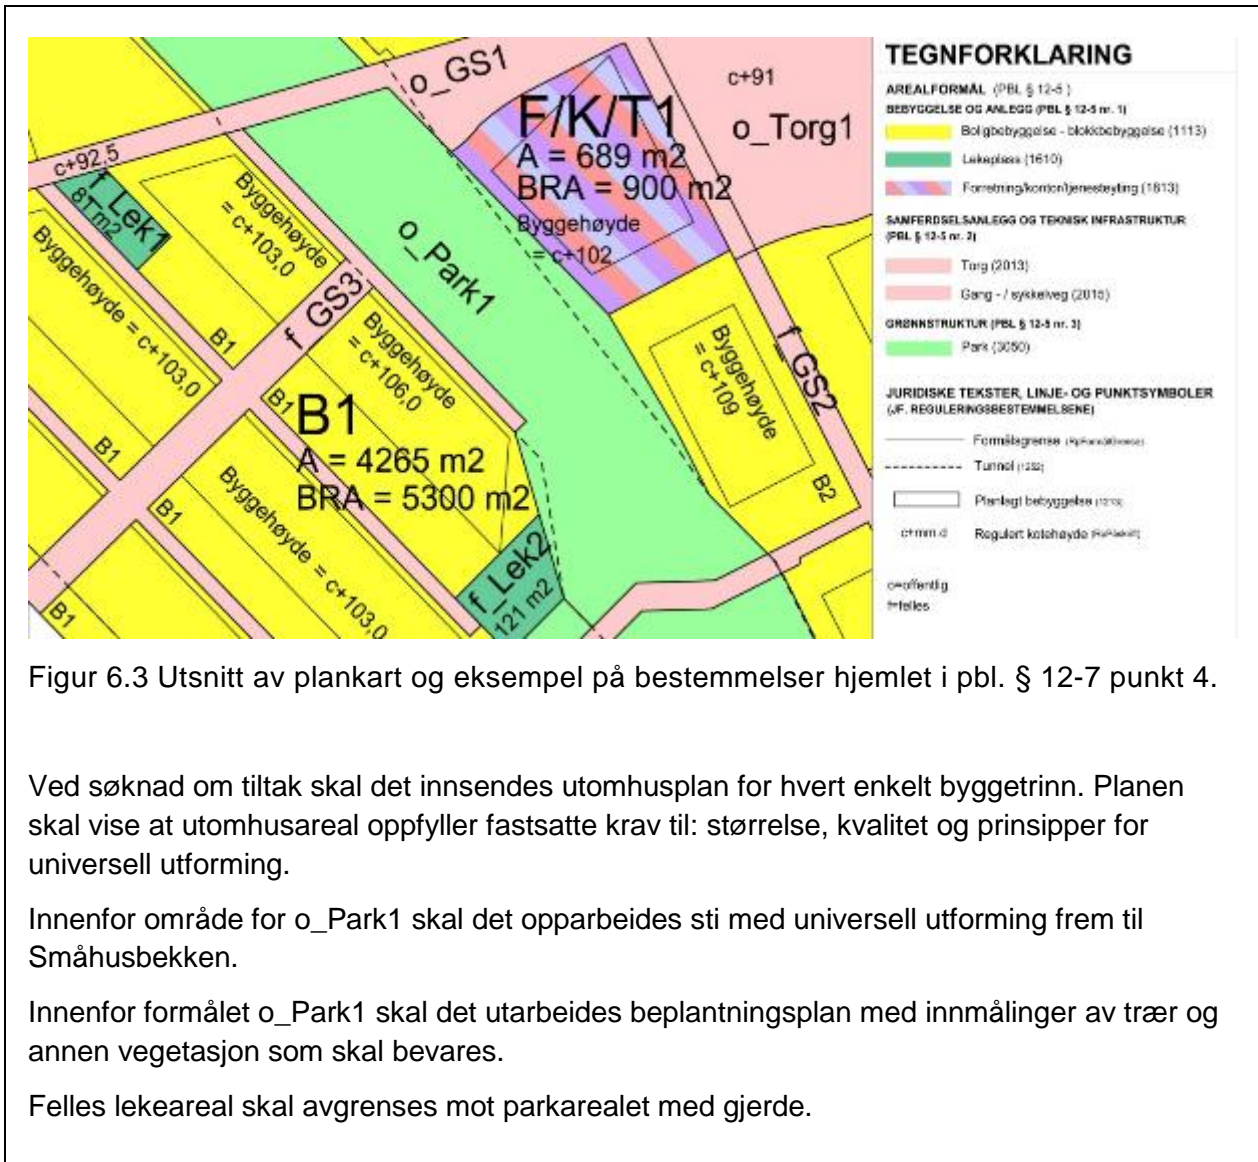 o_GS1
c+92,5
f_Lek1
81 m2
Byggehøyde
= c+103,0
Byggehøyde = c+103,0
B1
B1
B1
B1
F/K/T1
A = 689 m2
BRA = 900 m2
Byggehøyde
= c+102
c+91
o_Torg1
o_Park1
f_GS3
f_GS2
Byggehøyde
= c+106,0
B1
B1
A = 4265 m2
BRA = 5300 m2
Byggehøyde = c+103,0
Byggehøyde
= c+109
B2
f_Lek2
121 m2
TEGNFORKLARING
AREALFORMÅL (PBL § 12-5)
BEBYGGELSE OG ANLEGG (PBL § 12-5 nr. 1)
Boligbebyggelse - blokkbebyggelse (1113)
Lekeplass (1610)
Forretning/kontor/tjenesteyting (1813)
SAMFERDSELSANLEGG OG TEKNISK INFRASTRUKTUR
(PBL § 12-5 nr. 2)
Torg (2013)
Gang - / sykkelveg (2015)
GRØNNSTRUKTUR (PBL § 12-5 nr. 3)
Park (3050)
JURIDISKE TEKSTER, LINJE- OG PUNKTSYMBOLER
(JF. REGULERINGSBESTEMMELSENE)
Formålsgrense
Tunnel
Planlagt bebyggelse
c+mm.d Regulert kotehøyde
o=offentlig
f=felles
Figur 6.3 Utsnitt av plankart og eksempel på bestemmelser hjemlet i pbl. § 12-7 punkt 4.
Ved søknad om tiltak skal det innsendes utomhusplan for hvert enkelt byggetrinn. Planen
skal vise at utomhusareal oppfyller fastsatte krav til: størrelse, kvalitet og prinsipper for
universell utforming.
Innenfor område for o_Park1 skal det opparbeides sti med universell utforming frem til
Småhusbekken.
Innenfor formålet o_Park1 skal det utarbeides beplantningsplan med innmålinger av trær og
annen vegetasjon som skal bevares.
Felles lekeareal skal avgrenses mot parkarealet med gjerde.